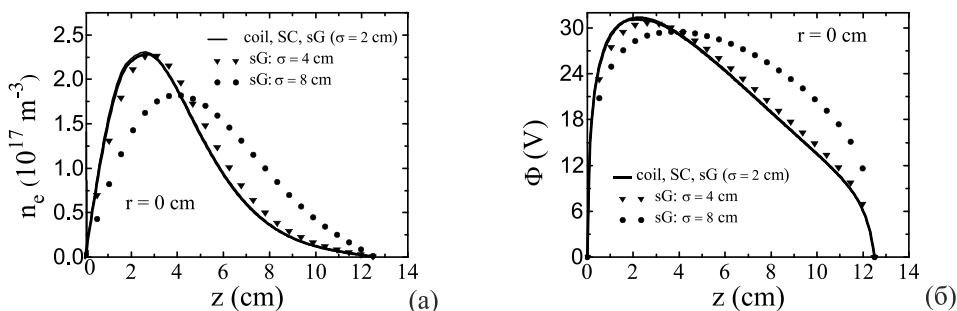 2.5
2.0
1.5
1.0
0.5
0.0
n_e (10^17 m^-3)
coil, SC, sG (σ = 2 cm)
sG: σ = 4 cm
sG: σ = 8 cm
r = 0 cm
0 2 4 6 8 10 12 14
z (cm)
(a)
30
24
18
12
6
0
Φ (V)
r = 0 cm
coil, SC, sG (σ = 2 cm)
sG: σ = 4 cm
sG: σ = 8 cm
0 2 4 6 8 10 12 14
z (cm)
(б)